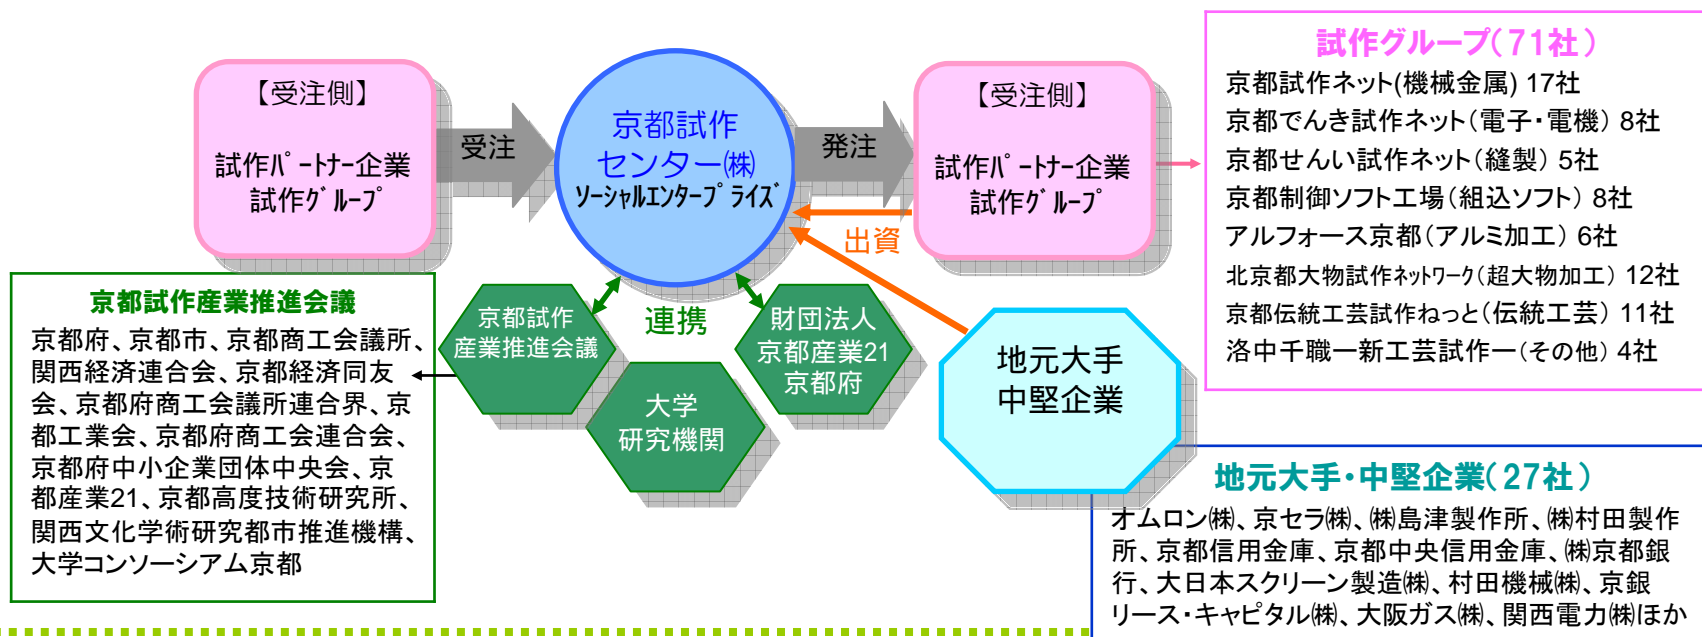 【受注側】
試作パートナー企業
試作グループ
受注
京都試作
センター㈱
ソーシャルエンタープライズ
発注
【受注側】
試作パートナー企業
試作グループ
出資
連携
京都試作
産業推進会議
大学
研究機関
財団法人
京都産業21
京都府
地元大手
中堅企業
試作グループ(71社)
京都試作ネット(機械金属) 17社
京都でんき試作ネット(電子・電機) 8社
京都せんい試作ネット(縫製) 5社
京都制御ソフト工場(組込ソフト) 8社
アルフォース京都(アルミ加工) 6社
北京都大物試作ネットワーク(超大物加工) 12社
京都伝統工芸試作ねっと(伝統工芸) 11社
洛中千職ー新工芸試作ー(その他) 4社
京都試作産業推進会議
京都府、京都市、京都商工会議所、
関西経済連合会、京都経済同友
会、京都府商工会議所連合界、京
都工業会、京都府商工会連合会、
京都府中小企業団体中央会、京
都産業21、京都高度技術研究所、
関西文化学術研究都市推進機構、
大学コンソーシアム京都
地元大手・中堅企業(27社)
オムロン㈱、京セラ㈱、㈱島津製作所、㈱村田製作
所、京都信用金庫、京都中央信用金庫、㈱京都銀
行、大日本スクリーン製造㈱、村田機械㈱、京銀
リース・キャピタル㈱、大阪ガス㈱、関西電力㈱ほか